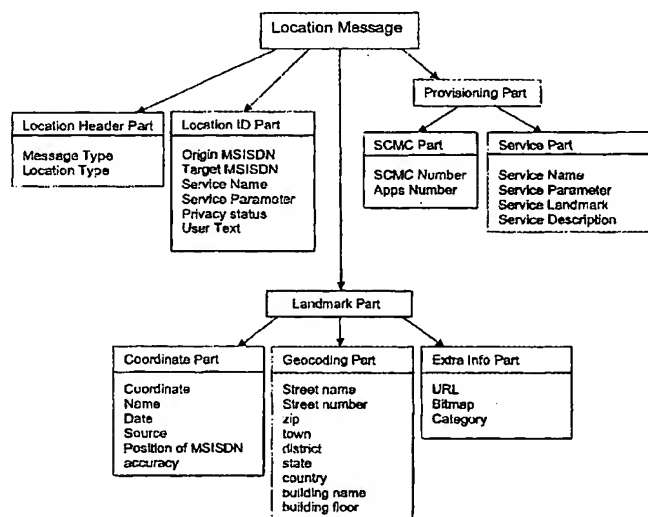 Location Message
Provisioning Part
Location Header Part
Message Type
Location Type
Location ID Part
Origin MSISDN
Target MSISDN
Service Name
Service Parameter
Privacy status
User Text
SCMC Part
SCMC Number
Apps Number
Service Part
Service Name
Service Parameter
Service Landmark
Service Description
Landmark Part
Coordinate Part
Coordinate
Name
Date
Source
Position of MSISDN
accuracy
Geocoding Part
Street name
Street number
zip
town
district
state
country
building name
building floor
Extra Info Part
URL
Bitmap
Category